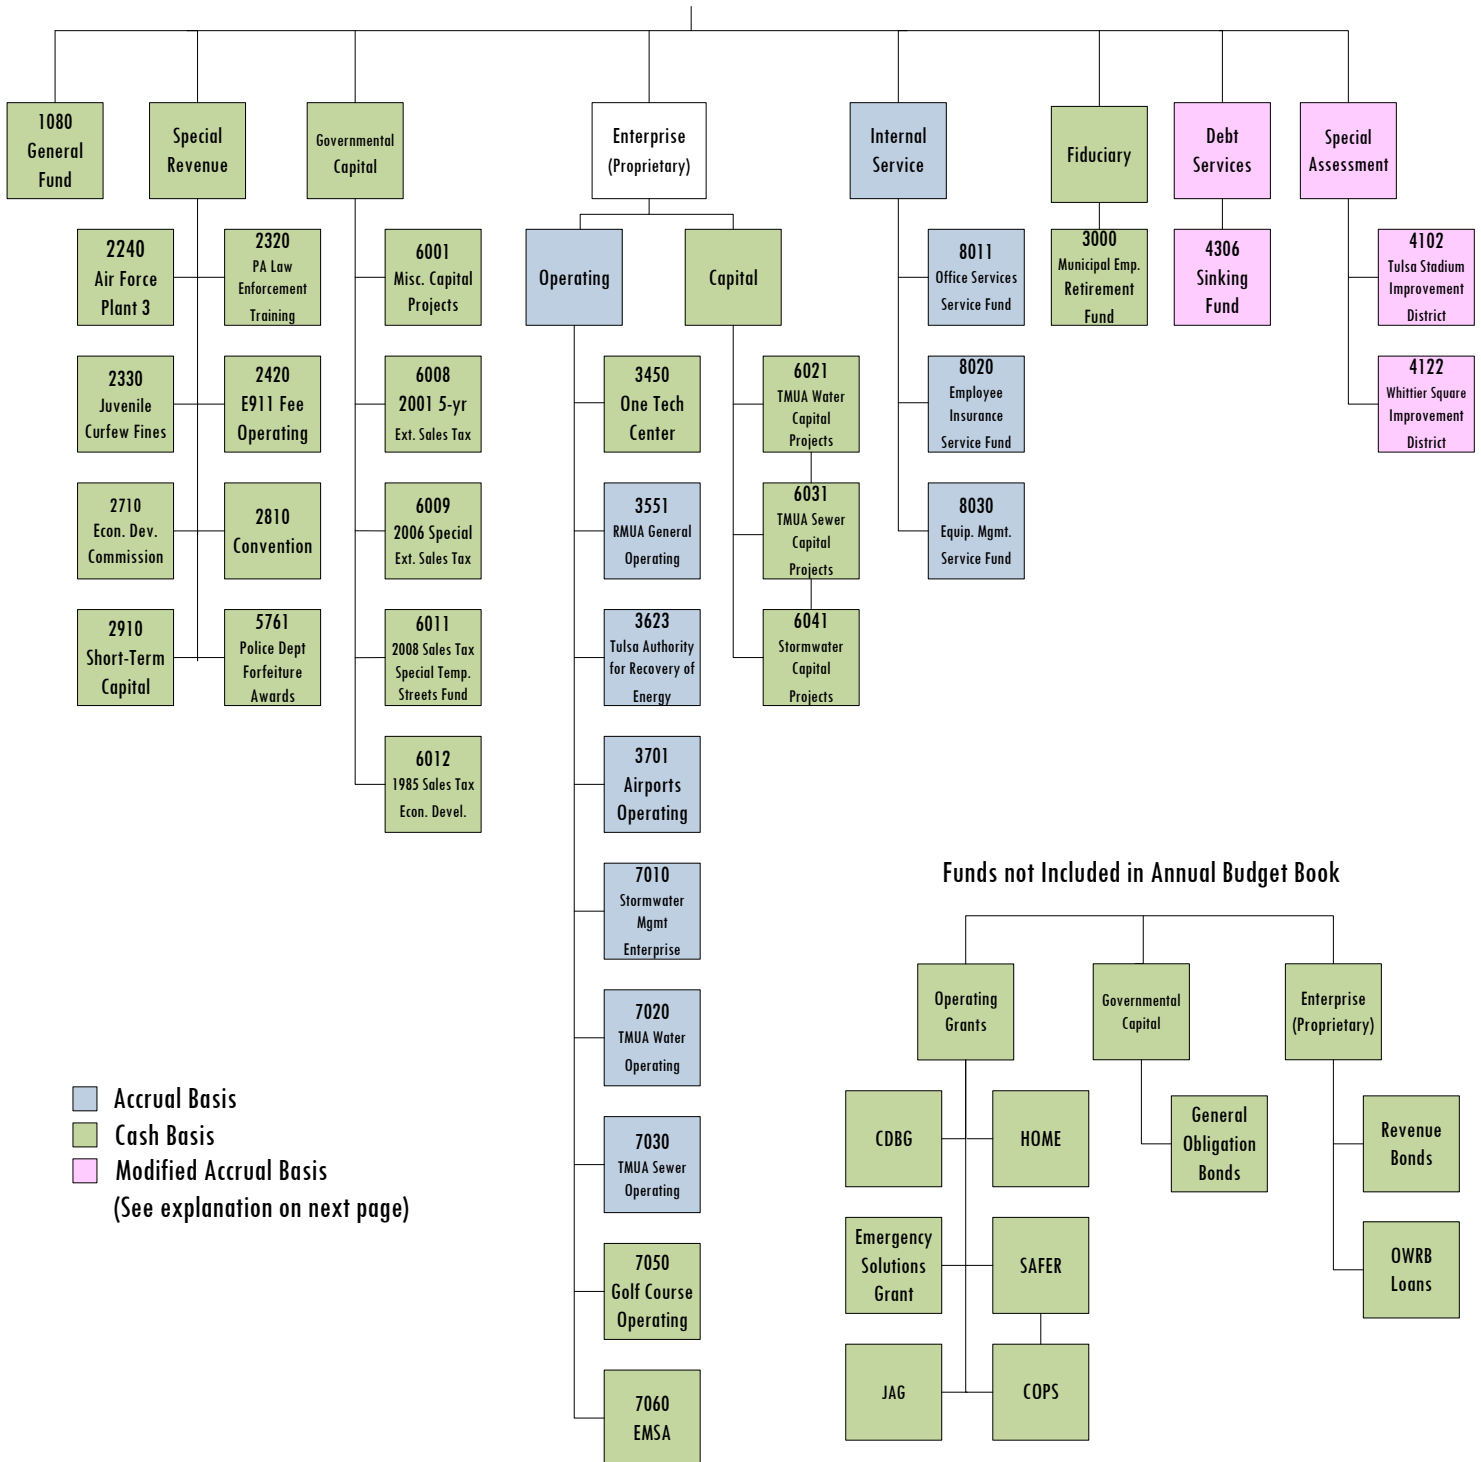 1080
General
Fund
Special
Revenue
Governmental
Capital
Enterprise
(Proprietary)
Internal
Service
Fiduciary
Debt
Services
Special
Assessment
2240
Air Force
Plant 3
2320
PA Law
Enforcement
Training
2330
Juvenile
Curfew Fines
2420
E911 Fee
Operating
2710
Econ. Dev.
Commission
2810
Convention
2910
Short-Term
Capital
5761
Police Dept
Forfeiture
Awards
6001
Misc. Capital
Projects
6008
2001 5-yr
Ext. Sales Tax
6009
2006 Special
Ext. Sales Tax
6011
2008 Sales Tax
Special Temp.
Streets Fund
6012
1985 Sales Tax
Econ. Devel.
Operating
Capital
3450
One Tech
Center
3551
RMUA General
Operating
3623
Tulsa Authority
for Recovery of
Energy
3701
Airports
Operating
7010
Stormwater
Mgmt
Enterprise
7020
TMUA Water
Operating
7030
TMUA Sewer
Operating
7050
Golf Course
Operating
7060
EMSA
6021
TMUA Water
Capital
Projects
6031
TMUA Sewer
Capital
Projects
6041
Stormwater
Capital
Projects
8011
Office Services
Service Fund
8020
Employee
Insurance
Service Fund
8030
Equip. Mgmt.
Service Fund
3000
Municipal Emp.
Retirement
Fund
4306
Sinking
Fund
4102
Tulsa Stadium
Improvement
District
4122
Whittier Square
Improvement
District
Accrual Basis
Cash Basis
Modified Accrual Basis
(See explanation on next page)
Funds not Included in Annual Budget Book
Operating
Grants
Governmental
Capital
Enterprise
(Proprietary)
CDBG
HOME
Emergency
Solutions
Grant
SAFER
JAG
COPS
General
Obligation
Bonds
Revenue
Bonds
OWRB
Loans